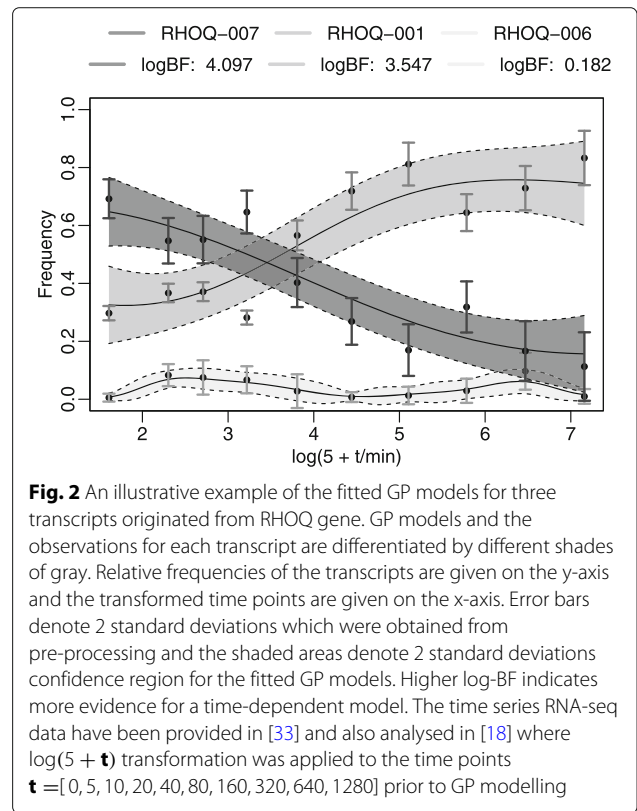 RHOQ−007 RHOQ−001 RHOQ−006
logBF: 4.097 logBF: 3.547 logBF: 0.182
1.0
0.8
0.6
0.4
0.2
0.0
Frequency
2 3 4 5 6 7
log(5 + t/min)
Fig. 2 An illustrative example of the fitted GP models for three
transcripts originated from RHOQ gene. GP models and the
observations for each transcript are differentiated by different shades
of gray. Relative frequencies of the transcripts are given on the y-axis
and the transformed time points are given on the x-axis. Error bars
denote 2 standard deviations which were obtained from
pre-processing and the shaded areas denote 2 standard deviations
confidence region for the fitted GP models. Higher log-BF indicates
more evidence for a time-dependent model. The time series RNA-seq
data have been provided in [33] and also analysed in [18] where
log(5 + t) transformation was applied to the time points
t =[ 0, 5, 10, 20, 40, 80, 160, 320, 640, 1280] prior to GP modelling